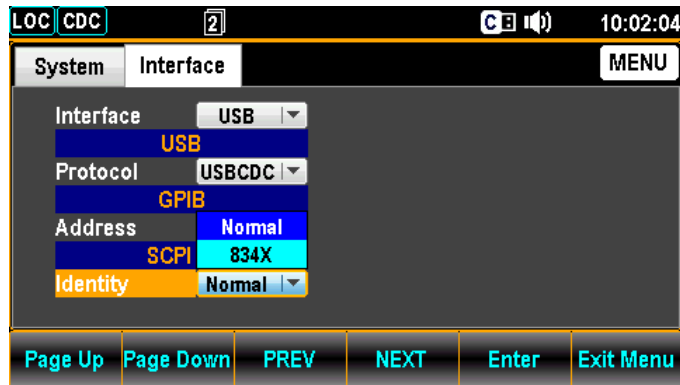 LOC CDC 2 C 10:02:04
System Interface MENU
Interface USB
USB
Protocol USBCDC
GPIB
Address Normal
SCPI 834X
Identity Normal
Page Up Page Down PREV NEXT Enter Exit Menu